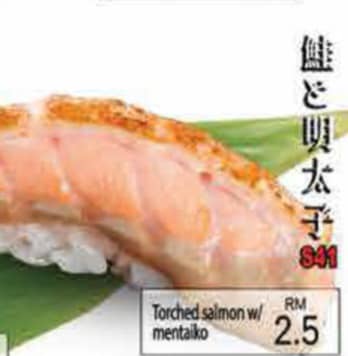 鮭と明太子
S41
Torched salmon w/
mentaiko
RM
2.5